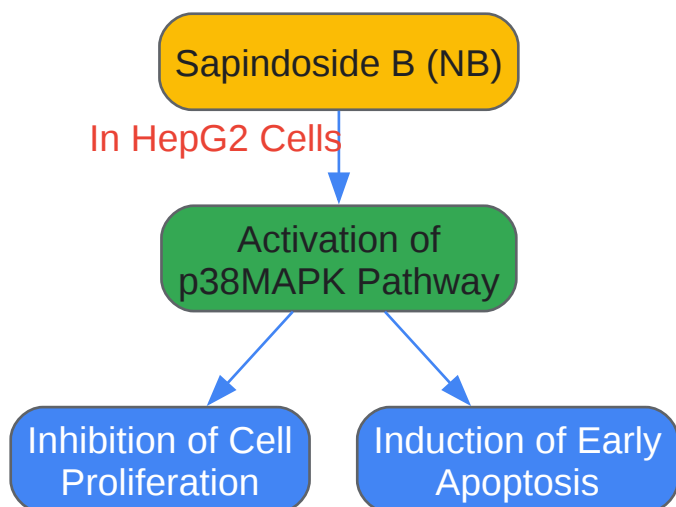 Sapindoside B (NB)
In HepG2 Cells
Activation of
p38MAPK Pathway
Inhibition of Cell
Proliferation
Induction of Early
Apoptosis